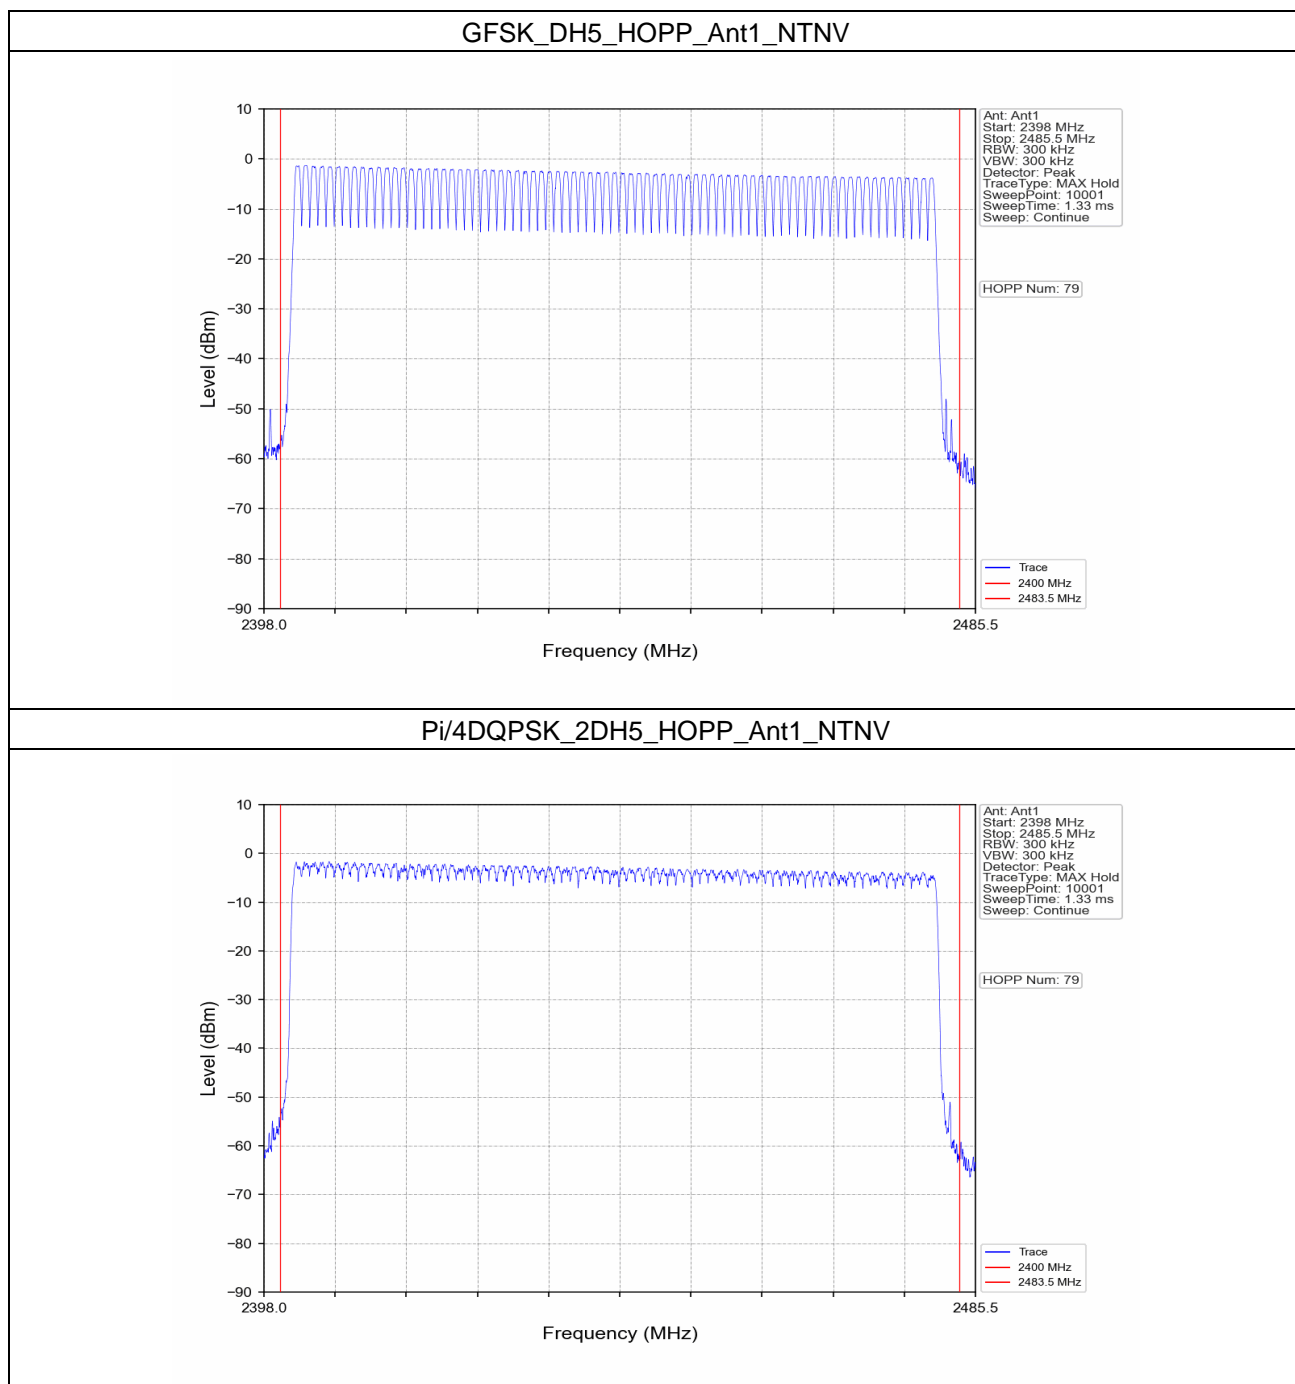 GFSK_DH5_HOPP_Ant1_NTNV
10
0
−10
−20
−30
−40
−50
−60
−70
−80
−90
Level (dBm)
2398.0
2485.5
Frequency (MHz)
Ant: Ant1
Start: 2398 MHz
Stop: 2485.5 MHz
RBW: 300 kHz
VBW: 300 kHz
Detector: Peak
TraceType: MAX Hold
SweepPoint: 10001
SweepTime: 1.33 ms
Sweep: Continue
HOPP Num: 79
Trace
2400 MHz
2483.5 MHz
Pi/4DQPSK_2DH5_HOPP_Ant1_NTNV
10
0
−10
−20
−30
−40
−50
−60
−70
−80
−90
Level (dBm)
2398.0
2485.5
Frequency (MHz)
Ant: Ant1
Start: 2398 MHz
Stop: 2485.5 MHz
RBW: 300 kHz
VBW: 300 kHz
Detector: Peak
TraceType: MAX Hold
SweepPoint: 10001
SweepTime: 1.33 ms
Sweep: Continue
HOPP Num: 79
Trace
2400 MHz
2483.5 MHz